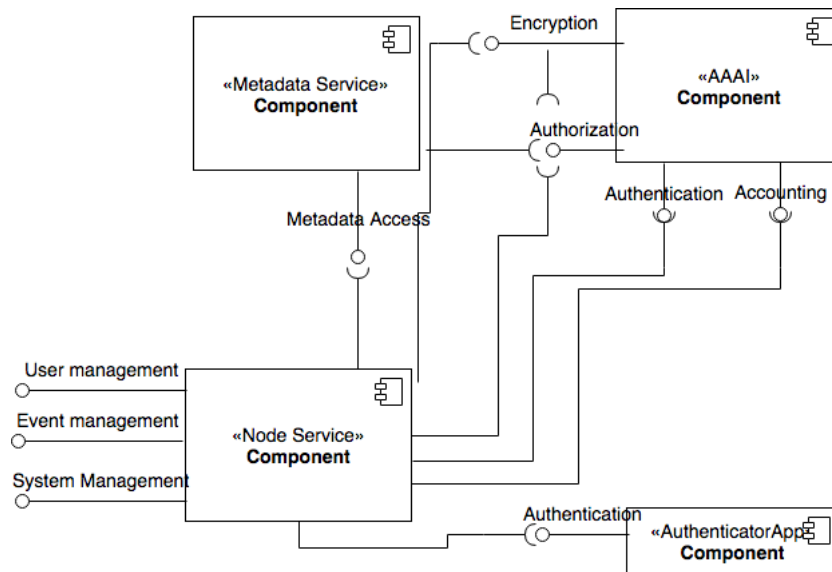 Encryption
«Metadata Service»
Component
«AAAI»
Component
Authorization
Authentication
Accounting
Metadata Access
User management
Event management
System Management
«Node Service»
Component
Authentication
«AuthenticatorApp»
Component